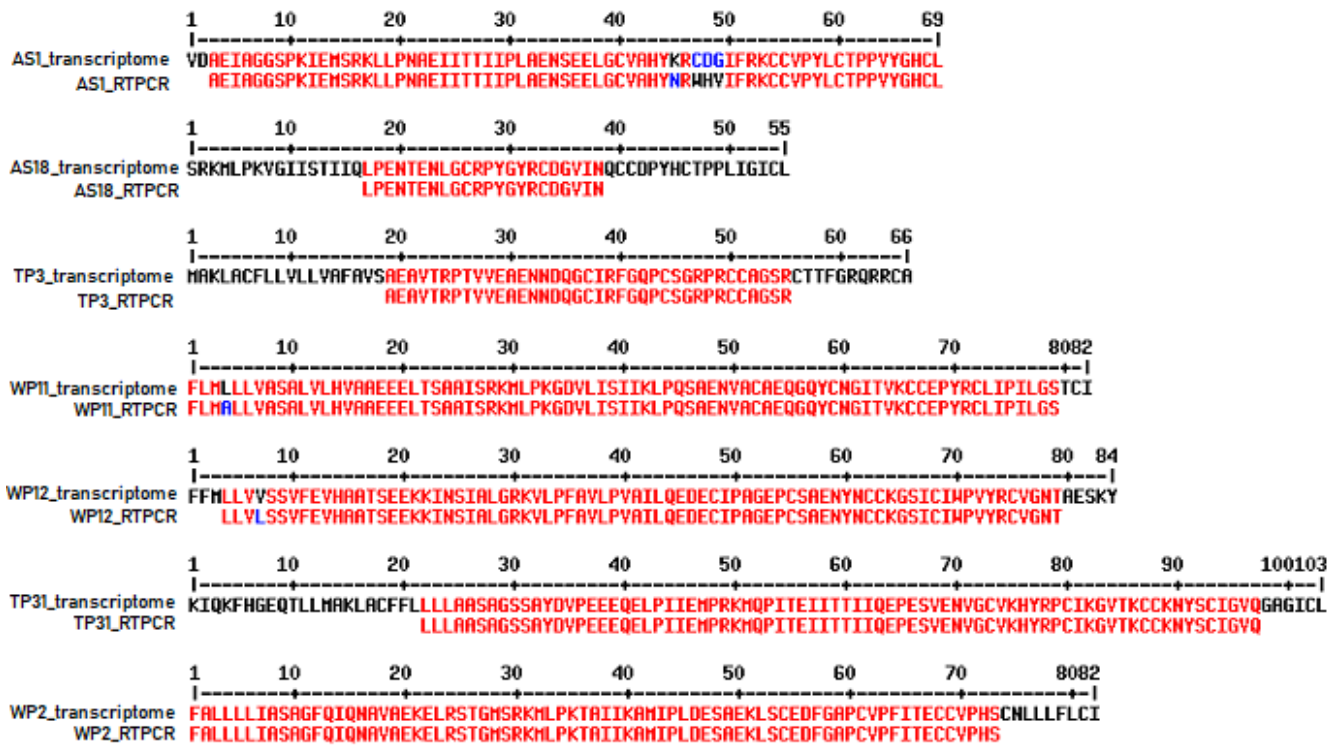 1 10 20 30 40 50 60 69
|--------+---------+---------+---------+---------+---------+--------|
AS1_transcriptome VDAEIAGGSPKIEMSRKLLPNAEIITTIIPLAENSEELGCVAHYKRCDGIFRKCCVPYLCTPPVYGHCL
AS1_RTPCR AEIAGGSPKIEMSRKLLPNAEIITTIIPLAENSEELGCVAHYNRWHVIFRKCCVPYLCTPPVYGHCL
1 10 20 30 40 50 55
|--------+---------+---------+---------+---------+----|
AS18_transcriptome SRKMLPKVGIISTIIQLPENTENLGCRPYGYRCDGVINQCCDPYHCTPPLIGICL
AS18_RTPCR LPENTENLGCRPYGYRCDGVIN
1 10 20 30 40 50 60 66
|--------+---------+---------+---------+---------+---------+-----|
TP3_transcriptome MAKLACFLLVLLVAFAVSAEAVTRPTVVEAENNDQGCIRFGQPCSGRPRCCAGSRCTTFGRQRRCA
TP3_RTPCR AEAVTRPTVVEAENNDQGCIRFGQPCSGRPRCCAGSR
1 10 20 30 40 50 60 70 8082
|--------+---------+---------+---------+---------+---------+---------+---------+-|
WP11_transcriptome FLMLLLVASALVLHVAAEEELTSAAISRKMLPKGDVLISIIKLPQSAENVACAEQGQYCNGITVKCCEPYRCLIPILGSTCI
WP11_RTPCR FLMALLVASALVLHVAAEEELTSAAISRKMLPKGDVLISIIKLPQSAENVACAEQGQYCNGITVKCCEPYRCLIPILGS
1 10 20 30 40 50 60 70 80 84
|--------+---------+---------+---------+---------+---------+---------+---------+---|
WP12_transcriptome FFMLLVVSSVFEVHAATSEEKKINSIALGRKVLPFAVLPVAILQEDECIPAGEPCSAENYNCCKGSICIWPVYRCVGNTAESKY
WP12_RTPCR LLVLSSVFEVHAATSEEKKINSIALGRKVLPFAVLPVAILQEDECIPAGEPCSAENYNCCKGSICIWPVYRCVGNT
1 10 20 30 40 50 60 70 80 90 100103
|--------+---------+---------+---------+---------+---------+---------+---------+---------+---------+--|
TP31_transcriptome KIQKFHGEQTLLMAKLACFFLLLLAASAGSSAYDVPEEEQELPIIEMPRKMQPITEIITTIIQEPESVENVGCVKHYRPCIKGVTKCCKNYSCIGVQGAGICL
TP31_RTPCR LLLAASAGSSAYDVPEEEQELPIIEMPRKMQPITEIITTIIQEPESVENVGCVKHYRPCIKGVTKCCKNYSCIGVQ
1 10 20 30 40 50 60 70 8082
|--------+---------+---------+---------+---------+---------+---------+---------+-|
WP2_transcriptome FALLLLIASAGFQIQNAVAEKELRSTGMSRKMLPKTAIIKAMIPLDESAEKLSCEDFGAPCVPFITECCVPHSCNLLLFLCI
WP2_RTPCR FALLLLIASAGFQIQNAVAEKELRSTGMSRKMLPKTAIIKAMIPLDESAEKLSCEDFGAPCVPFITECCVPHS